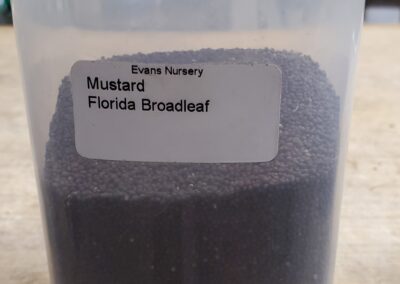 Evans Nursery
Mustard
Florida Broadleaf